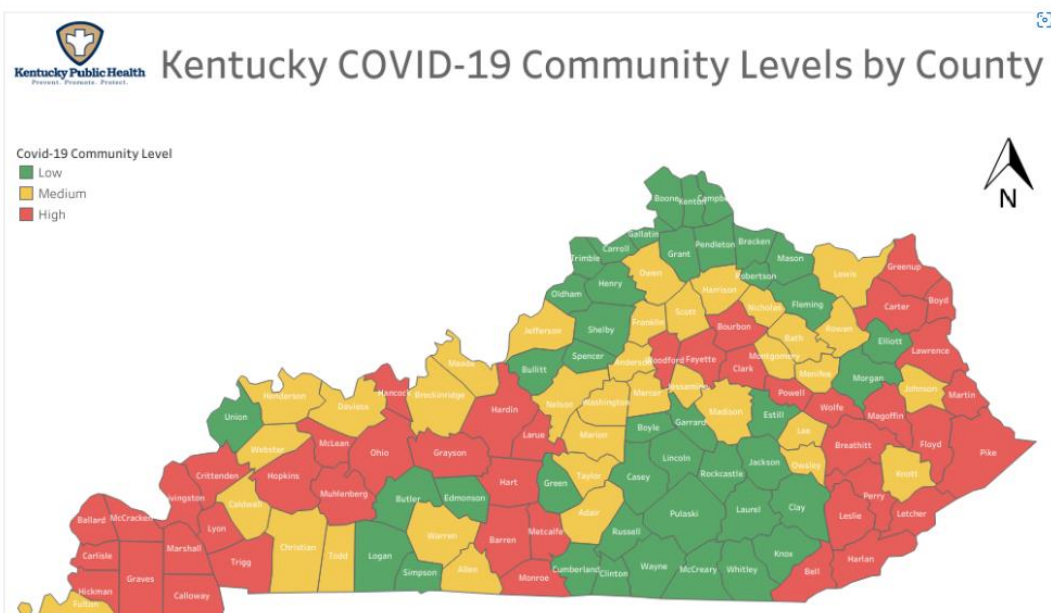 Kentucky Public Health
Prevent. Promote. Protect.
Kentucky COVID-19 Community Levels by County
Covid-19 Community Level
Low
Medium
High
N
Boone
Kenton
Campbe
Gallatin
Carroll
Trimble
Grant
Pendleton
Bracken
Mason
Owen
Robertson
Lewis
Greenup
Henry
Oldham
Harrison
Fleming
Carter
Boyd
Nicholas
Scott
Franklin
Shelby
Jefferson
Rowan
Bourbon
Bath
Elliott
Lawrence
Spencer
Bullitt
Anderson
Woodford
Fayette
Clark
Montgomery
Menifee
Morgan
Johnson
Martin
Meade
Hancock
Breckinridge
Daviess
Henderson
Union
Nelson
Washington
Mercer
Jessamine
Madison
Powell
Estill
Wolfe
Magoffin
Hardin
Larue
Marion
Boyle
Garrard
Lee
Breathitt
Floyd
Pike
Webster
McLean
Ohio
Grayson
Lincoln
Jackson
Owsley
Knott
Crittenden
Hopkins
Muhlenberg
Hart
Green
Taylor
Casey
Rockcastle
Perry
Livingston
Caldwell
Butler
Edmonson
Adair
Pulaski
Laurel
Clay
Leslie
Letcher
Ballard
McCracken
Lyon
Warren
Barren
Metcalfe
Russell
Marshall
Christian
Todd
Logan
Carlisle
Trigg
Simpson
Allen
Monroe
Cumberland
Clinton
Wayne
McCreary
Whitley
Knox
Bell
Harlan
Graves
Hickman
Calloway
Fulton